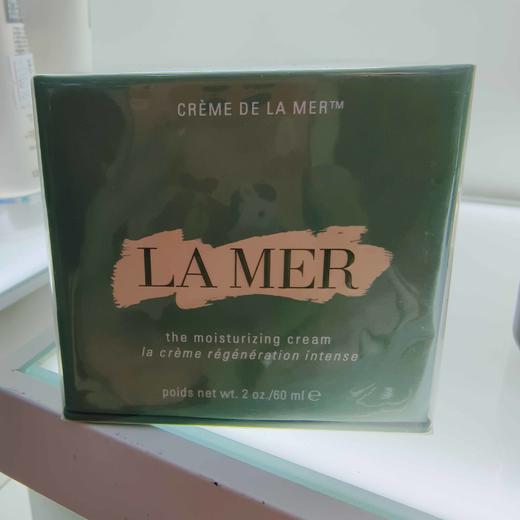 CRÈME DE LA MER™
LA MER
the moisturizing cream
la crème régénération intense
poids net wt. 2 oz./60 ml ℮